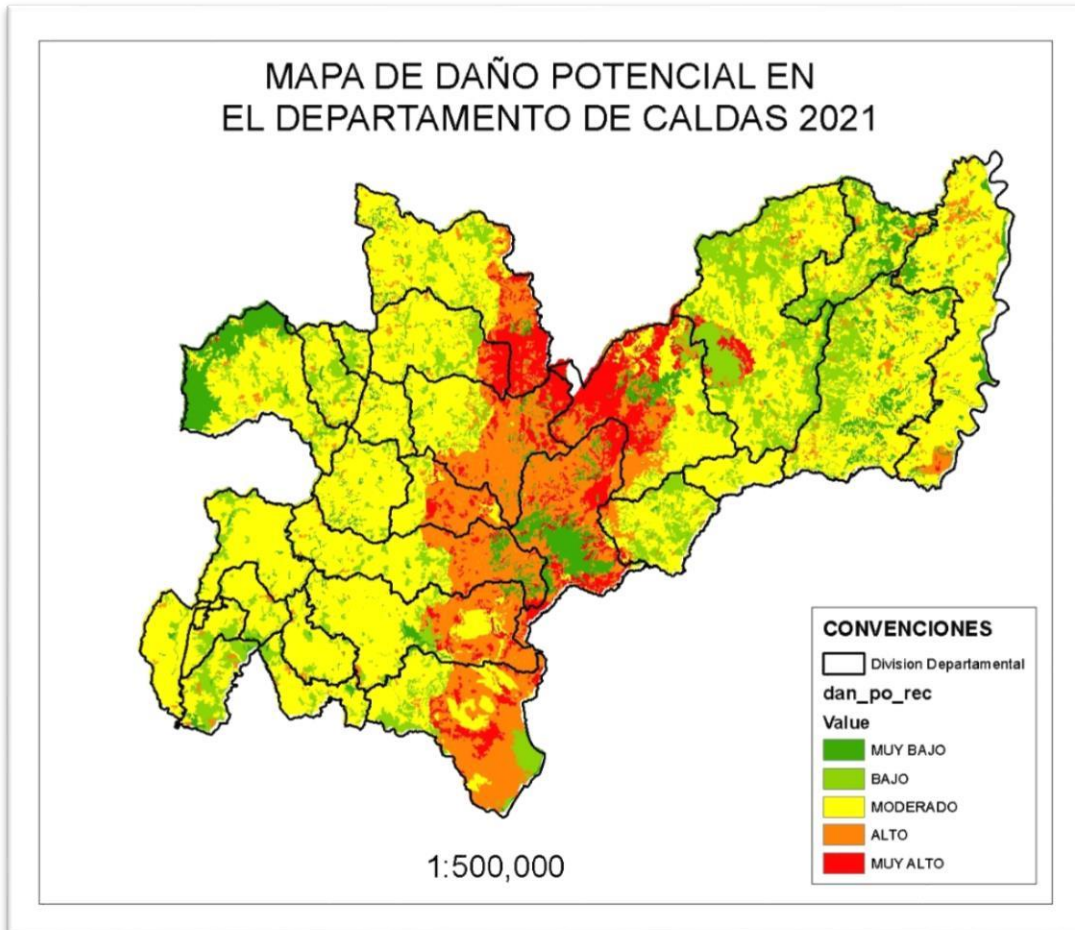 MAPA DE DAÑO POTENCIAL EN
EL DEPARTAMENTO DE CALDAS 2021
1:500,000
CONVENCIONES
Division Departamental
dan_po_rec
Value
MUY BAJO
BAJO
MODERADO
ALTO
MUY ALTO